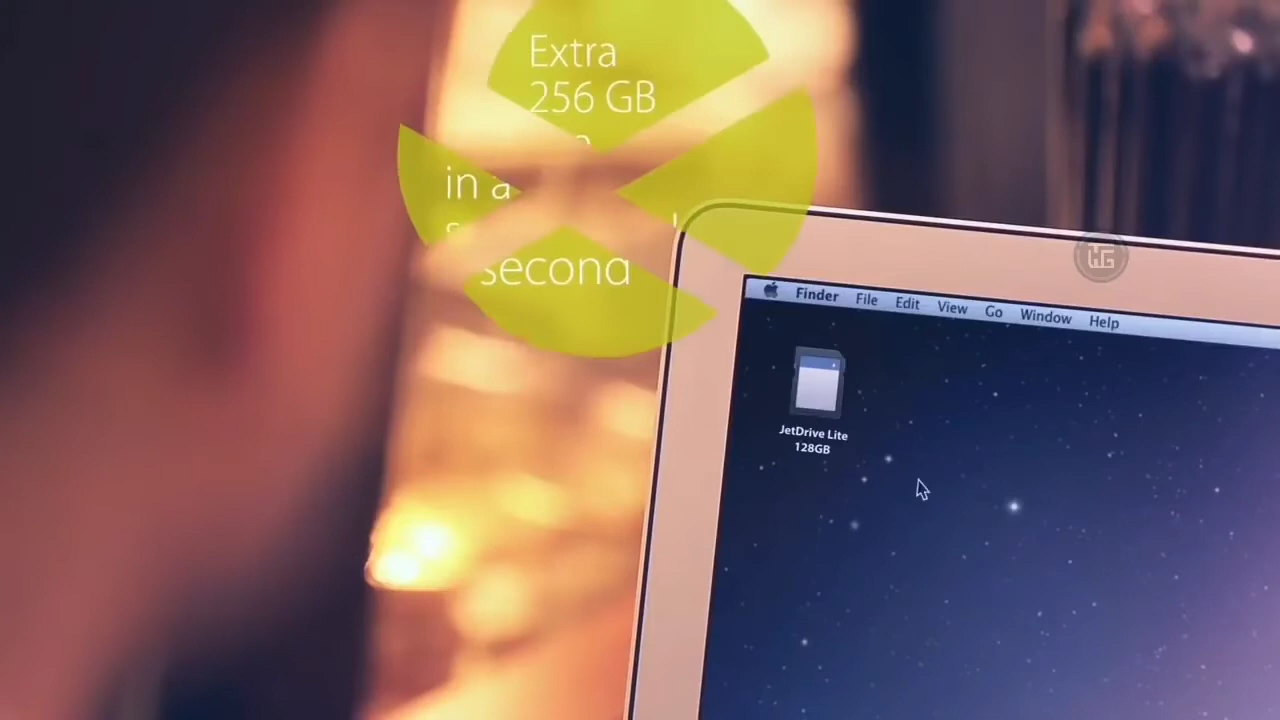 Extra
256 GB
in a
second
Finder File Edit View Go Window Help
JetDrive Lite
128GB